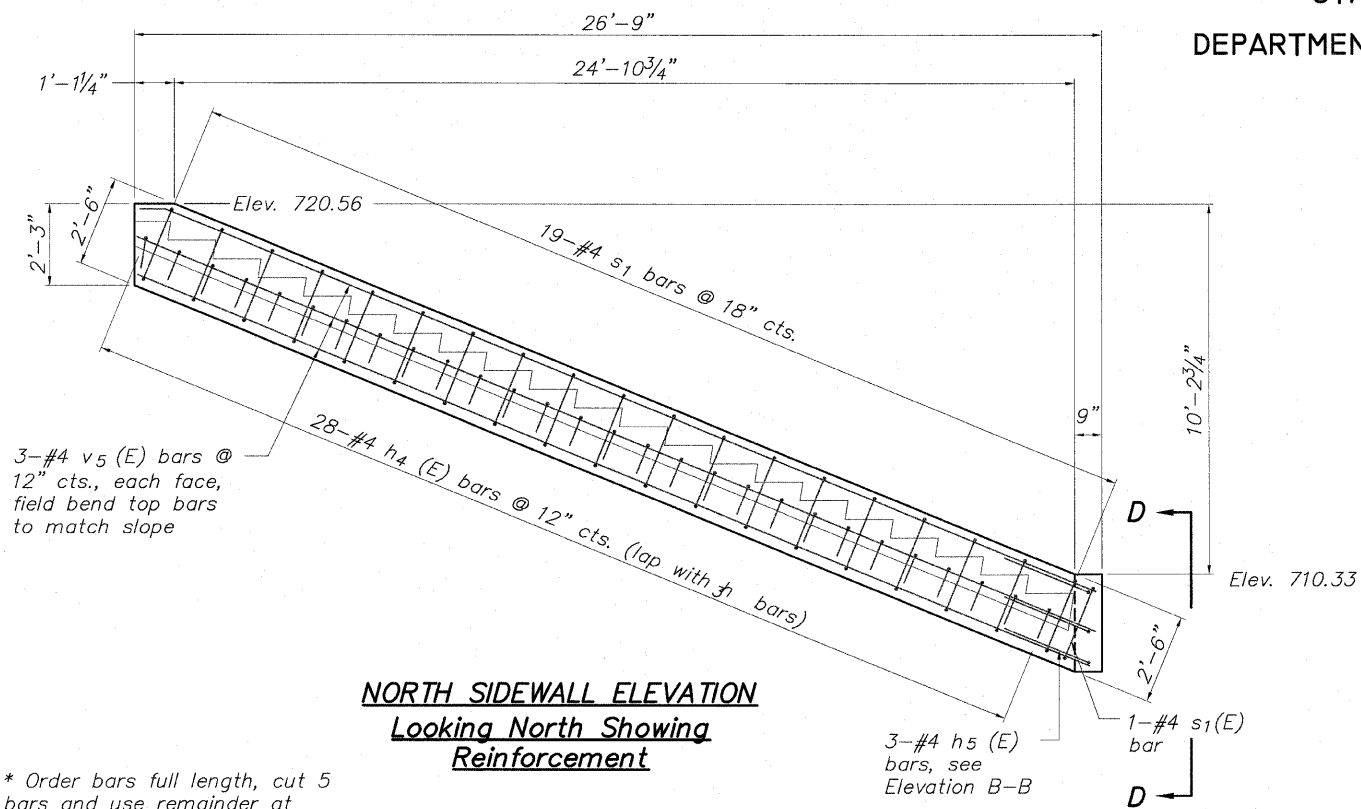 DEPARTMEN
26'-9"
24'-10¾"
1'-1¼"
Elev. 720.56
2'-6"
2'-3"
19-#4 s1 bars @ 18" cts.
10'-2¾"
9"
28-#4 h4 (E) bars @ 12" cts. (lap with h3 bars)
3-#4 v5 (E) bars @
12" cts., each face,
field bend top bars
to match slope
D
Elev. 710.33
2'-6"
NORTH SIDEWALL ELEVATION
Looking North Showing
Reinforcement
1-#4 s1(E)
bar
3-#4 h5 (E)
bars, see
Elevation B-B
D
* Order bars full length, cut 5
bars and use remainder at